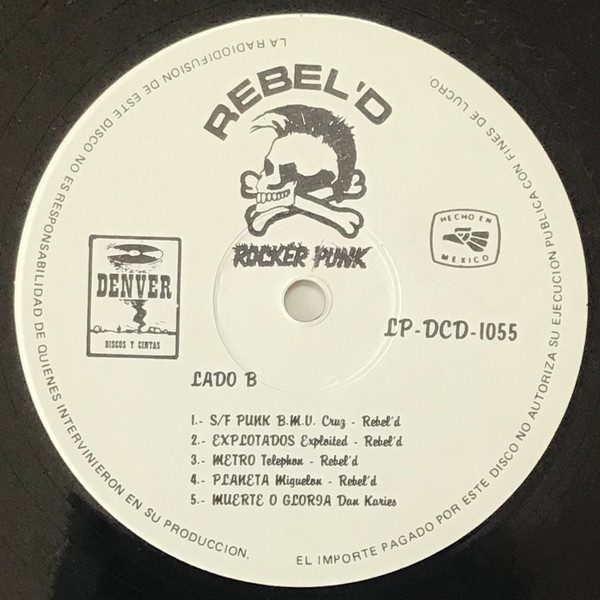 LA RADIODIFUSION DE ESTE DISCO NO ES RESPONSABILIDAD DE QUIENES INTERVINIERON EN SU PRODUCCION.
EL IMPORTE PAGADO POR ESTE DISCO NO AUTORIZA SU EJECUCION PUBLICA CON FINES DE LUCRO.
REBEL'D
ROCKER PUNK
HECHO EN
MEXICO
DENVER
DISCOS Y CINTAS
LP-DCD-1055
LADO B
1.- S/F PUNK B.M.V. Cruz - Rebel'd
2.- EXPLOTADOS Exploited - Rebel'd
3.- METRO Telephon - Rebel'd
4.- PLANETA Miguelon - Rebel'd
5.- MUERTE O GLORIA Dan Karies